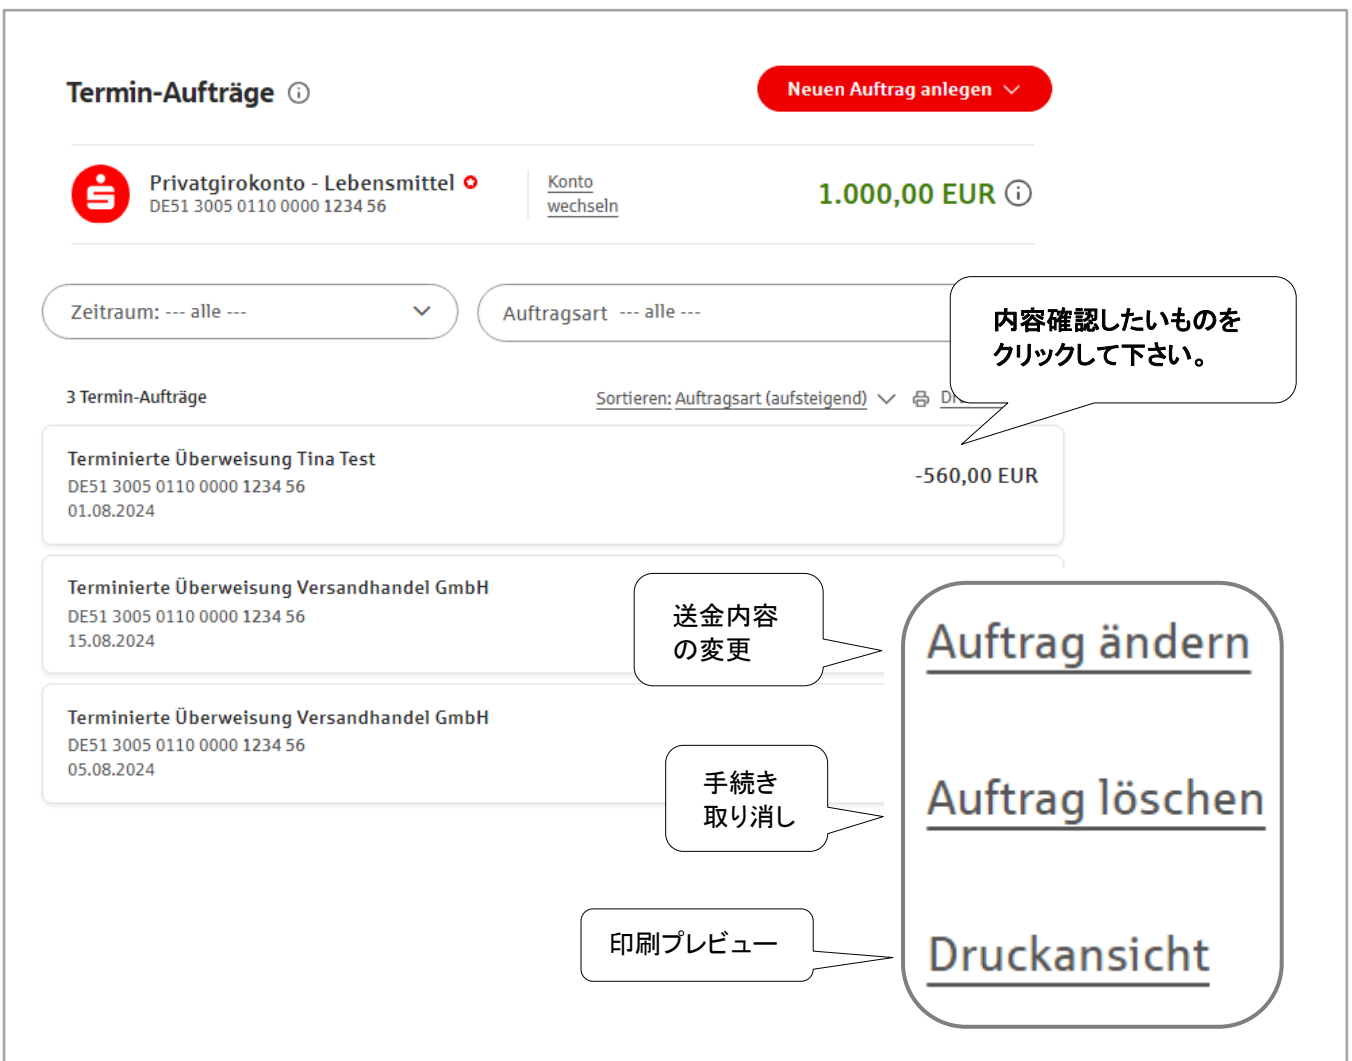 Termin-Aufträge
Neuen Auftrag anlegen
Privatgirokonto - Lebensmittel
DE51 3005 0110 0000 1234 56
Konto
wechseln
1.000,00 EUR
Zeitraum: --- alle ---
Auftragsart --- alle ---
内容確認したいものを
クリックして下さい。
3 Termin-Aufträge
Sortieren: Auftragsart (aufsteigend)
Terminierte Überweisung Tina Test
DE51 3005 0110 0000 1234 56
01.08.2024
-560,00 EUR
Terminierte Überweisung Versandhandel GmbH
DE51 3005 0110 0000 1234 56
15.08.2024
送金内容
の変更
Auftrag ändern
Terminierte Überweisung Versandhandel GmbH
DE51 3005 0110 0000 1234 56
05.08.2024
手続き
取り消し
Auftrag löschen
印刷プレビュー
Druckansicht